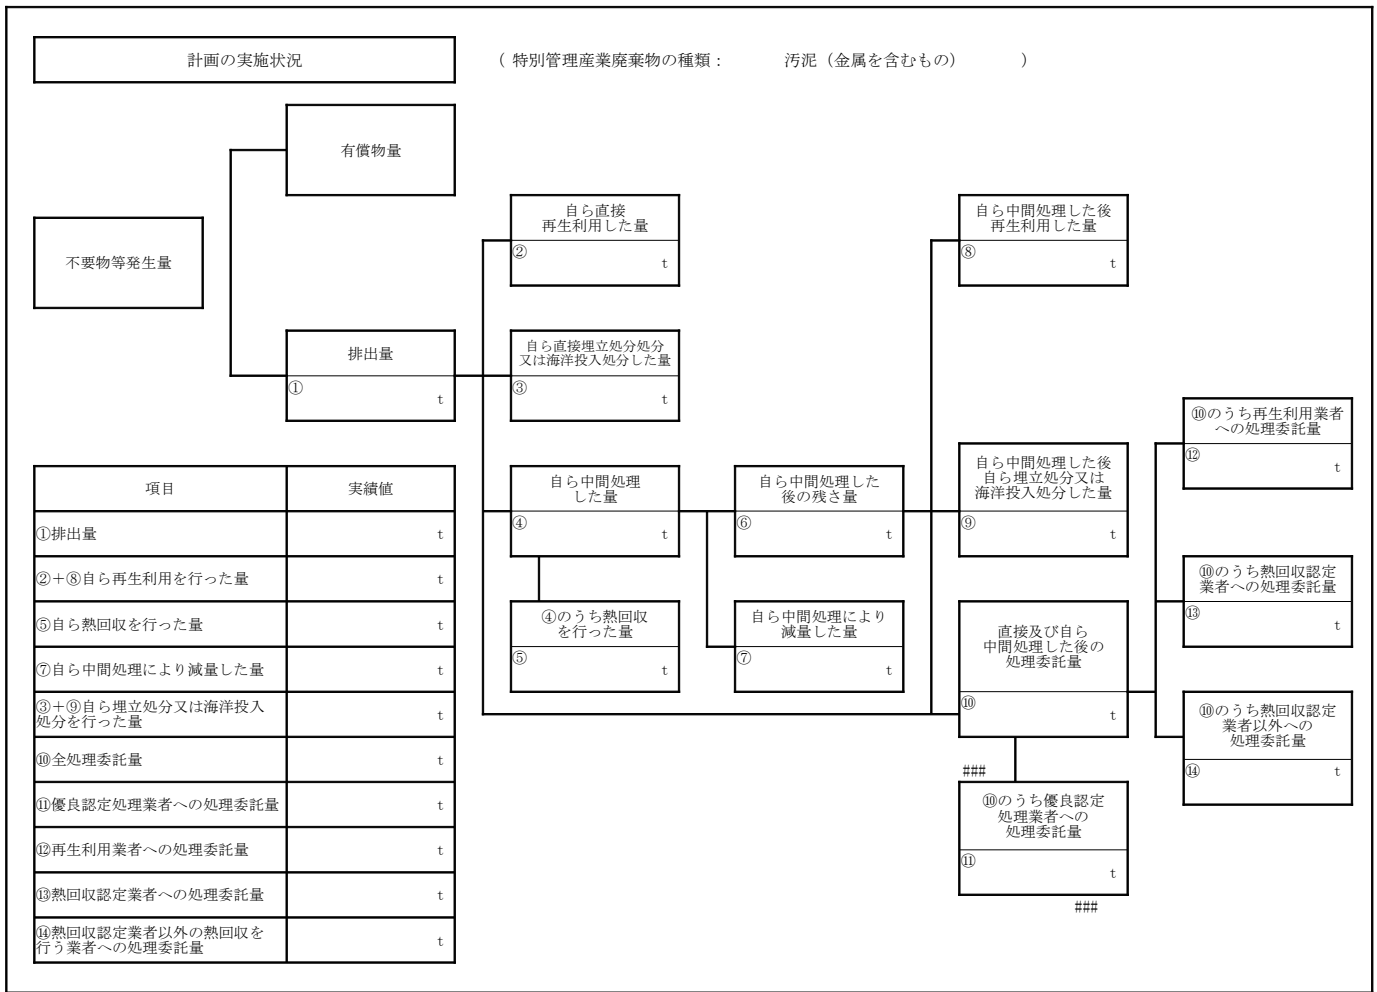 計画の実施状況
（ 特別管理産業廃棄物の種類： 汚泥（金属を含むもの） ）
有償物量
不要物等発生量
自ら直接
再生利用した量
② t
自ら中間処理した後
再生利用した量
⑧ t
排出量
① t
自ら直接埋立処分処分
又は海洋投入処分した量
③ t
⑩のうち再生利用業者
への処理委託量
⑫ t
自ら中間処理
した量
④ t
自ら中間処理した
後の残さ量
⑥ t
自ら中間処理した後
自ら埋立処分又は
海洋投入処分した量
⑨ t
⑩のうち熱回収認定
業者への処理委託量
⑬ t
④のうち熱回収
を行った量
⑤ t
自ら中間処理により
減量した量
⑦ t
直接及び自ら
中間処理した後の
処理委託量
⑩ t
⑩のうち熱回収認定
業者以外への
処理委託量
⑭ t
###
⑩のうち優良認定
処理業者への
処理委託量
⑪ t
###
項目 実績値
①排出量 t
②＋⑧自ら再生利用を行った量 t
⑤自ら熱回収を行った量 t
⑦自ら中間処理により減量した量 t
③＋⑨自ら埋立処分又は海洋投入
処分を行った量 t
⑩全処理委託量 t
⑪優良認定処理業者への処理委託量 t
⑫再生利用業者への処理委託量 t
⑬熱回収認定業者への処理委託量 t
⑭熱回収認定業者以外の熱回収を
行う業者への処理委託量 t